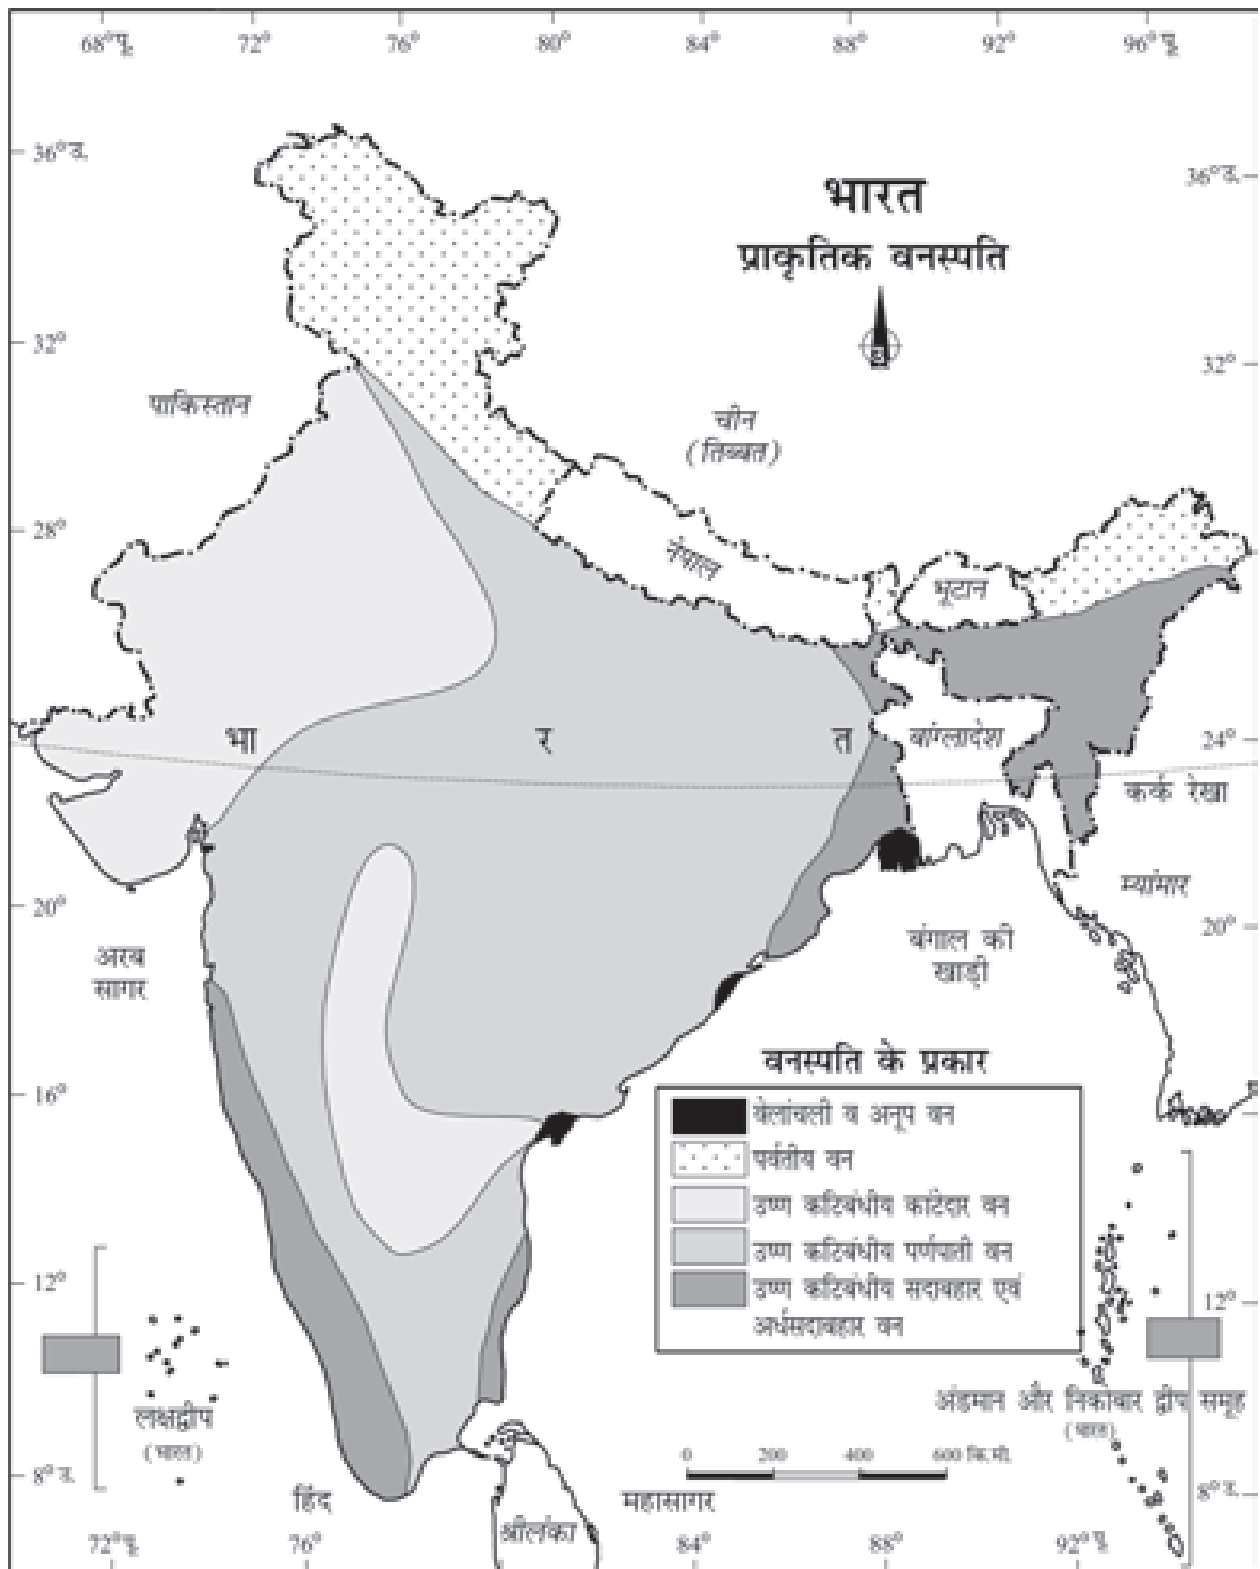 68° पू.
72°
76°
80°
84°
88°
92°
96° पू.
36° उ.
36° उ.
भारत
प्राकृतिक वनस्पति
उ
32°
32°
पाकिस्तान
चीन
(तिब्बत)
28°
28°
नेपाल
भूटान
भा
र
त
बांग्लादेश
24°
कर्क रेखा
म्यांमार
20°
20°
अरब
सागर
बंगाल की
खाड़ी
वनस्पति के प्रकार
16°
वेलांचली व अनूप वन
पर्वतीय वन
उष्ण कटिबंधीय कांटेदार वन
उष्ण कटिबंधीय पर्णपाती वन
उष्ण कटिबंधीय सदाबहार एवं
अर्धसदाबहार वन
12°
12°
लक्षद्वीप
(भारत)
अंडमान और निकोबार द्वीप समूह
(भारत)
0 200 400 600 कि.मी.
8° उ.
8° उ.
हिंद
महासागर
श्रीलंका
72° पू.
76°
84°
88°
92° पू.